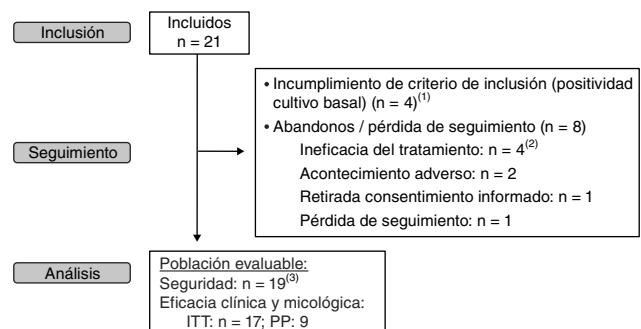 Inclusión
Incluidos
n = 21
• Incumplimiento de criterio de inclusión (positividad
cultivo basal) (n = 4)(1)
• Abandonos / pérdida de seguimiento (n = 8)
Ineficacia del tratamiento: n = 4(2)
Acontecimiento adverso: n = 2
Retirada consentimiento informado: n = 1
Pérdida de seguimiento: n = 1
Seguimiento
Análisis
Población evaluable:
Seguridad: n = 19(3)
Eficacia clínica y micológica:
ITT: n = 17; PP: 9